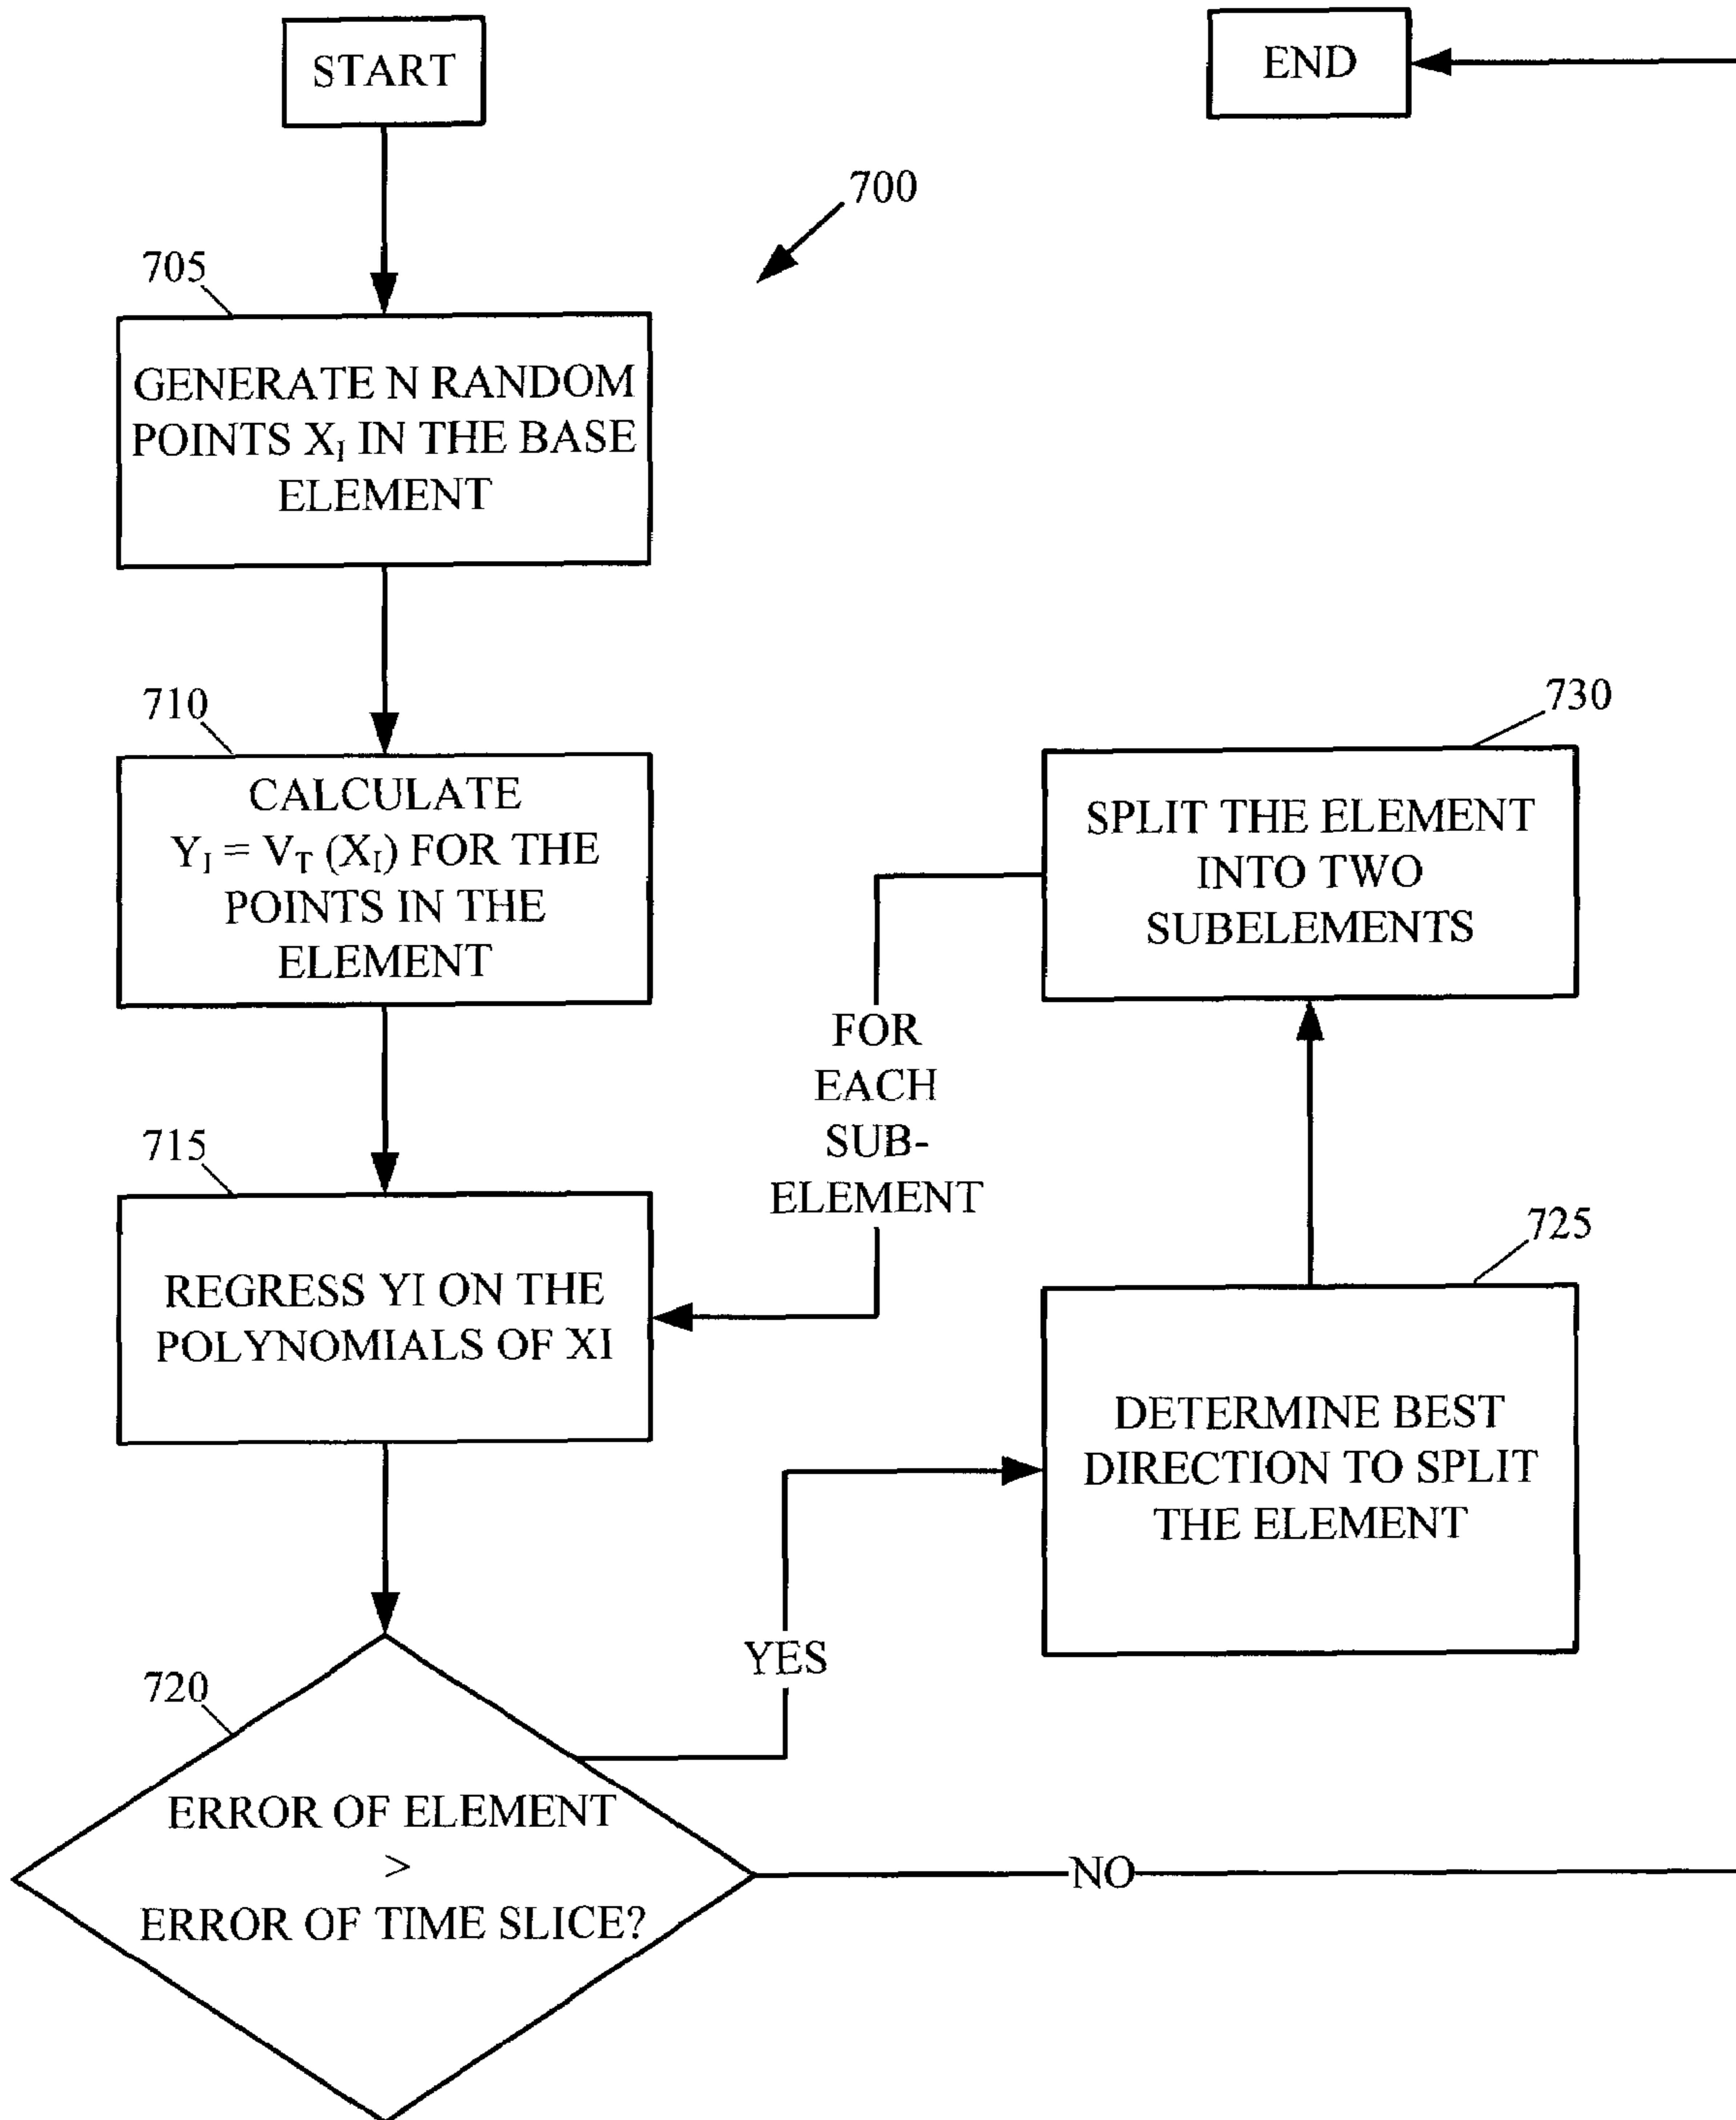 START
END
700
705
GENERATE N RANDOM
POINTS X_I IN THE BASE
ELEMENT
710
CALCULATE
Y_I = V_T (X_I) FOR THE
POINTS IN THE
ELEMENT
715
REGRESS YI ON THE
POLYNOMIALS OF XI
720
ERROR OF ELEMENT
>
ERROR OF TIME SLICE?
YES
NO
725
DETERMINE BEST
DIRECTION TO SPLIT
THE ELEMENT
730
SPLIT THE ELEMENT
INTO TWO
SUBELEMENTS
FOR
EACH
SUB-
ELEMENT